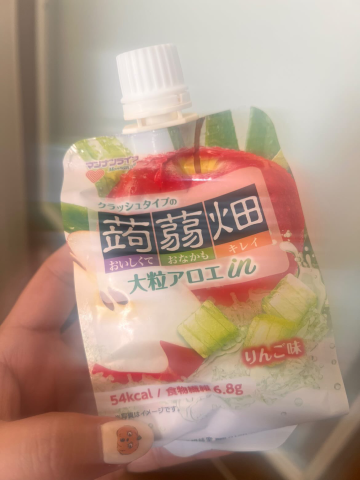 マンナンライフ
クラッシュタイプの
蒟蒻畑
おいしくて おなかも キレイ
大粒アロエin
りんご味
54kcal / 食物繊維 6.8g